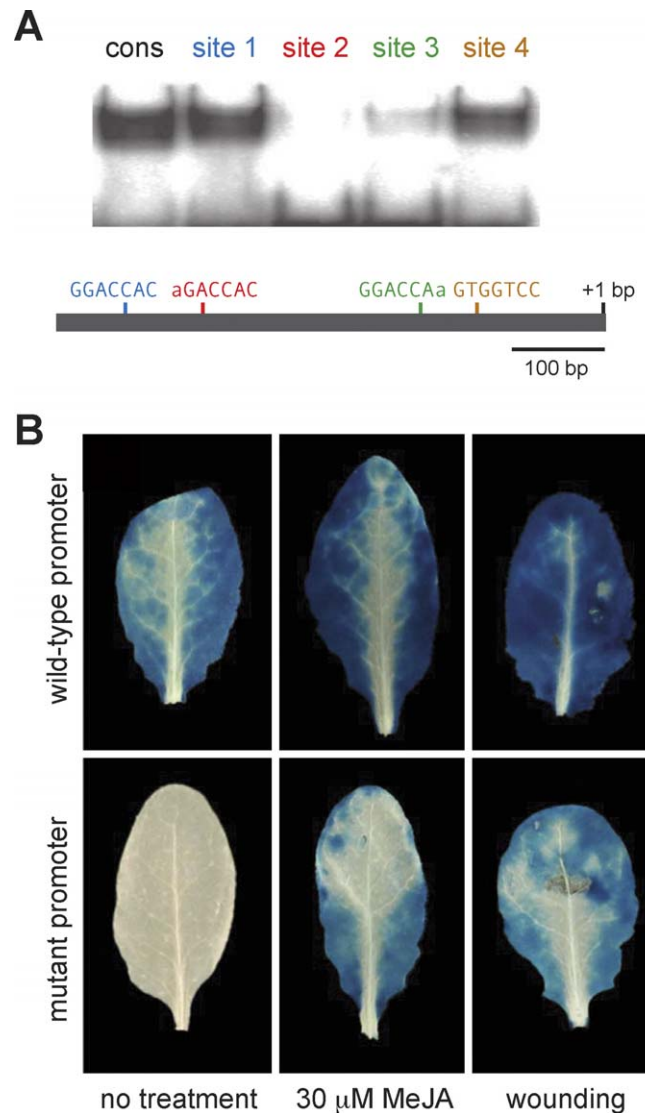 A
cons site 1 site 2 site 3 site 4
GGACCAC aGACCAC GGACCAa GTGGTCC +1 bp
100 bp
B
wild-type promoter
mutant promoter
no treatment 30 μM MeJA wounding